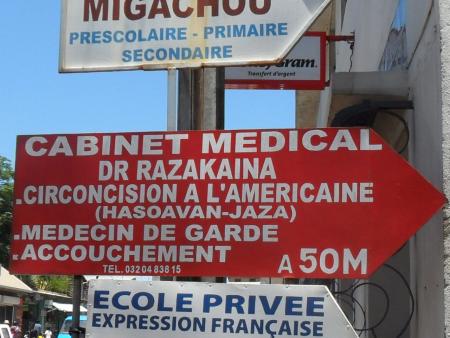 MIGACHOU
PRESCOLAIRE - PRIMAIRE
SECONDAIRE
Gram.
Transfert d'argent
CABINET MEDICAL
DR RAZAKAINA
.CIRCONCISION A L'AMERICAINE
(HASOAVAN-JAZA)
.MEDECIN DE GARDE
.ACCOUCHEMENT
A 50M
TEL. 032 04 838 15
ECOLE PRIVEE
EXPRESSION FRANÇAISE